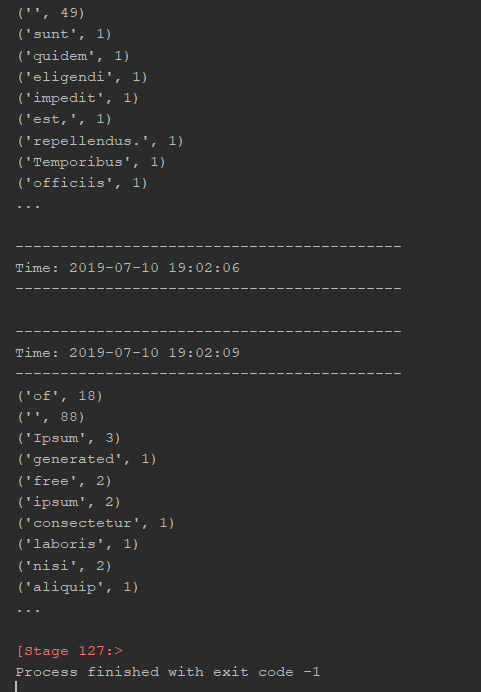 ('', 49)
('sunt', 1)
('quidem', 1)
('eligendi', 1)
('impedit', 1)
('est,', 1)
('repellendus.', 1)
('Temporibus', 1)
('officiis', 1)
...
-------------------------------------------
Time: 2019-07-10 19:02:06
-------------------------------------------
-------------------------------------------
Time: 2019-07-10 19:02:09
-------------------------------------------
('of', 18)
('', 88)
('Ipsum', 3)
('generated', 1)
('free', 2)
('ipsum', 2)
('consectetur', 1)
('laboris', 1)
('nisi', 2)
('aliquip', 1)
...
[Stage 127:>
Process finished with exit code -1